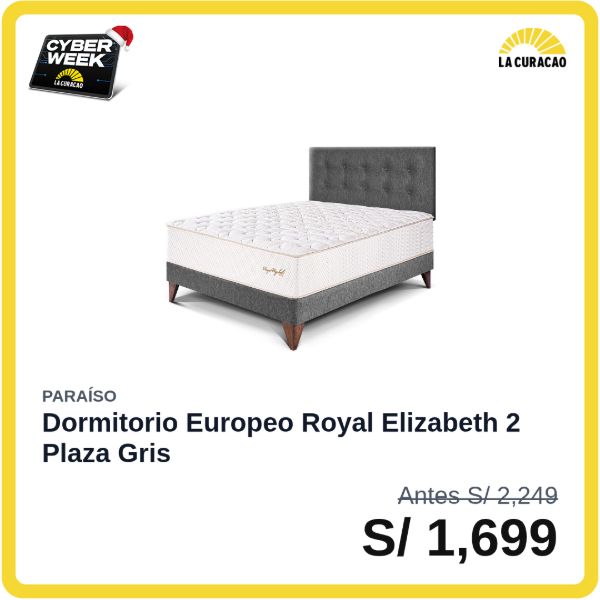 CYBER
WEEK
LA CURACAO
LA CURACAO
PARAÍSO
Dormitorio Europeo Royal Elizabeth 2
Plaza Gris
Antes S/ 2,249
S/ 1,699